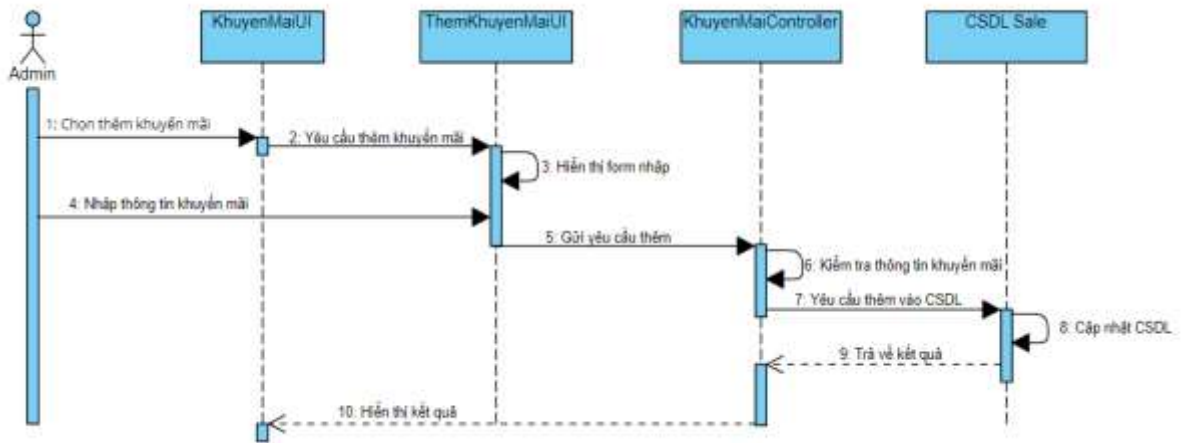 KhuyenMaiUI
ThemKhuyenMaiUI
KhuyenMaiController
CSDL Sale
Admin
1: Chọn thêm khuyến mãi
2: Yêu cầu thêm khuyến mãi
3: Hiển thị form nhập
4: Nhập thông tin khuyến mãi
5: Gửi yêu cầu thêm
6: Kiểm tra thông tin khuyến mãi
7: Yêu cầu thêm vào CSDL
8: Cập nhật CSDL
9: Trả về kết quả
10: Hiển thị kết quả